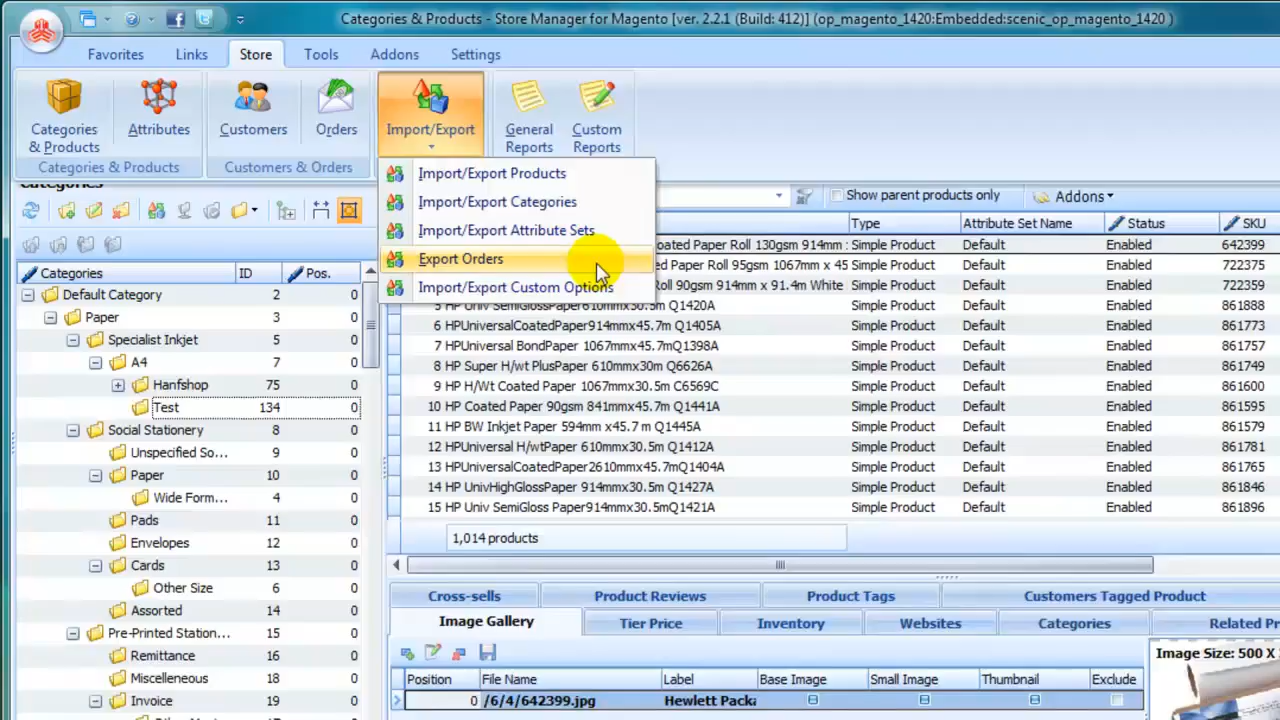 Categories & Products - Store Manager for Magento [ver. 2.2.1 (Build: 412)] (op_magento_1420:Embedded:scenic_op_magento_1420 )
Favorites Links Store Tools Addons Settings
Categories & Products
Attributes
Customers
Orders
Import/Export
General Reports
Custom Reports
Categories & Products
Customers & Orders
Import/Export Products
Import/Export Categories
Import/Export Attribute Sets
Export Orders
Import/Export Custom Options
Categories
Show parent products only
Addons
Categories ID Pos.
Default Category 2 0
Paper 3 0
Specialist Inkjet 5 0
A4 7 0
Hanfshop 75 0
Test 134 0
Social Stationery 8 0
Unspecified So... 9 0
Paper 10 0
Wide Form... 4 0
Pads 11 0
Envelopes 12 0
Cards 13 0
Other Size 6 0
Assorted 14 0
Pre-Printed Station... 15 0
Remittance 16 0
Miscellaneous 18 0
Invoice 19 0
Type Attribute Set Name Status SKU
oated Paper Roll 130gsm 914mm : Simple Product Default Enabled 642399
ed Paper Roll 95gsm 1067mm x 45 Simple Product Default Enabled 722375
oll 90gsm 914mm x 91.4m White Simple Product Default Enabled 722359
5 HP Univ SemiGloss Paper610mmx30.5m Q1420A Simple Product Default Enabled 861888
6 HPUniversalCoatedPaper914mmx45.7m Q1405A Simple Product Default Enabled 861773
7 HPUniversal BondPaper 1067mmx45.7mQ1398A Simple Product Default Enabled 861757
8 HP Super H/wt PlusPaper 610mmx30m Q6626A Simple Product Default Enabled 861749
9 HP H/Wt Coated Paper 1067mmx30.5m C6569C Simple Product Default Enabled 861600
10 HP Coated Paper 90gsm 841mmx45.7m Q1441A Simple Product Default Enabled 861595
11 HP BW Inkjet Paper 594mm x45.7 m Q1445A Simple Product Default Enabled 861579
12 HPUniversal H/wtPaper 610mmx30.5m Q1412A Simple Product Default Enabled 861781
13 HPUniversalCoatedPaper2610mmx45.7mQ1404A Simple Product Default Enabled 861765
14 HP UnivHighGlossPaper 914mmx30.5m Q1427A Simple Product Default Enabled 861846
15 HP Univ SemiGloss Paper914mmx30.5mQ1421A Simple Product Default Enabled 861896
1,014 products
Cross-sells Product Reviews Product Tags Customers Tagged Product
Image Gallery Tier Price Inventory Websites Categories Related Pr
Position File Name Label Base Image Small Image Thumbnail Exclude
0 /6/4/642399.jpg Hewlett Pack
Image Size: 500 X